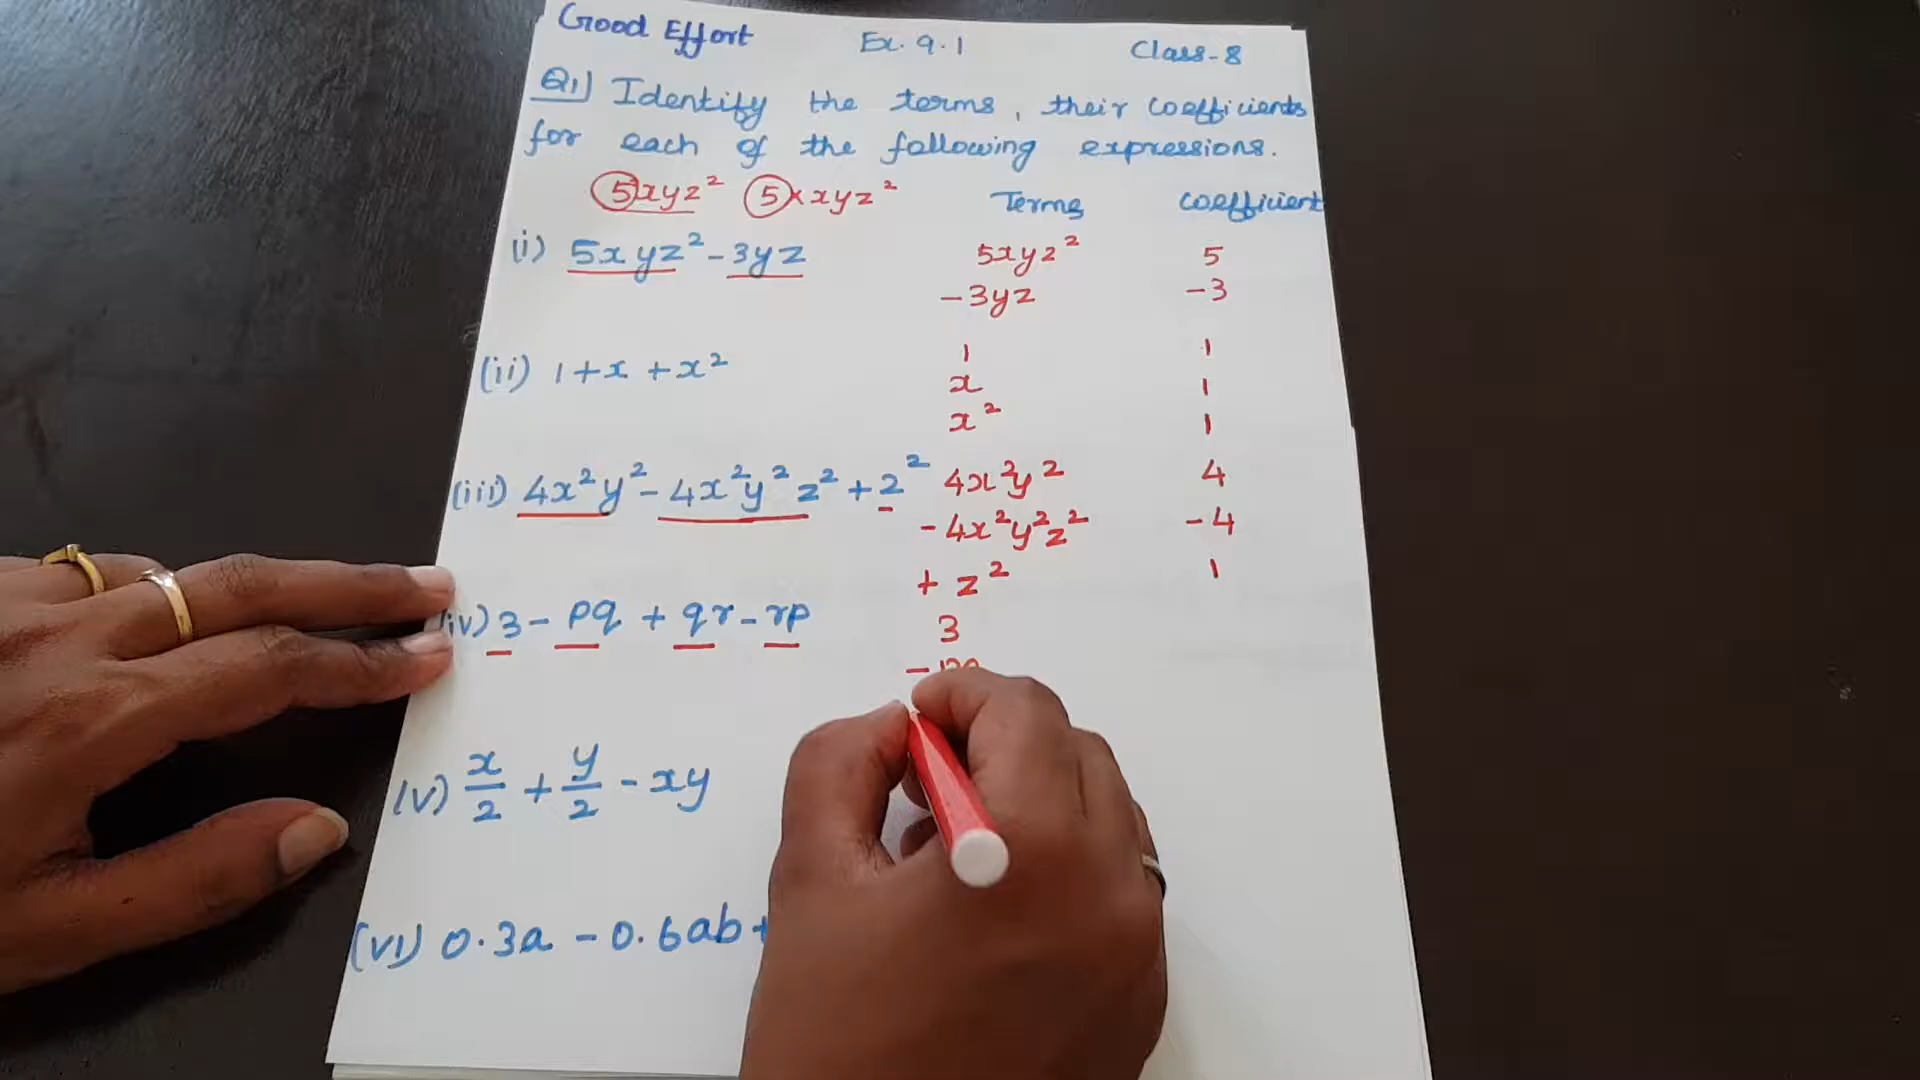 Good Effort Ex. 9.1 Class-8
Q1) Identify the terms, their coefficients
for each of the following expressions.
5xyz² 5×xyz² Terms coefficient
(i) 5xyz² - 3yz 5xyz² 5
-3yz -3
(ii) 1+x+x² 1 1
x 1
x² 1
(iii) 4x²y² - 4x²y²z² + z² 4x²y² 4
-4x²y²z² -4
+ z² 1
(iv) 3 - pq + qr - rp 3
-
(v) x/2 + y/2 - xy
(vi) 0.3a - 0.6ab +